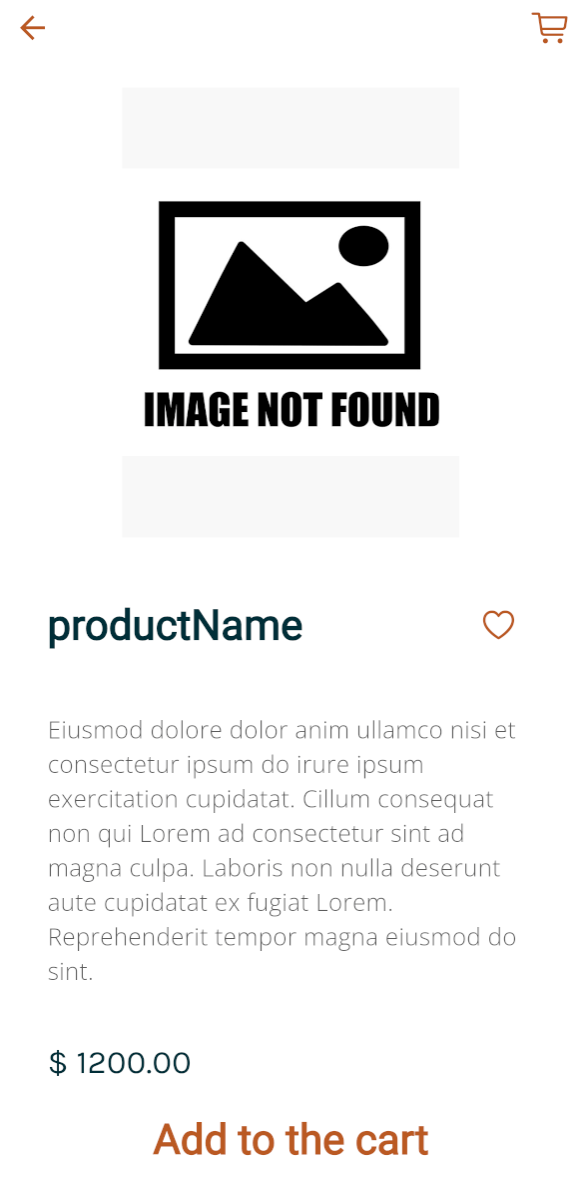 IMAGE NOT FOUND
productName
Eiusmod dolore dolor anim ullamco nisi et
consectetur ipsum do irure ipsum
exercitation cupidatat. Cillum consequat
non qui Lorem ad consectetur sint ad
magna culpa. Laboris non nulla deserunt
aute cupidatat ex fugiat Lorem.
Reprehenderit tempor magna eiusmod do
sint.
$ 1200.00
Add to the cart